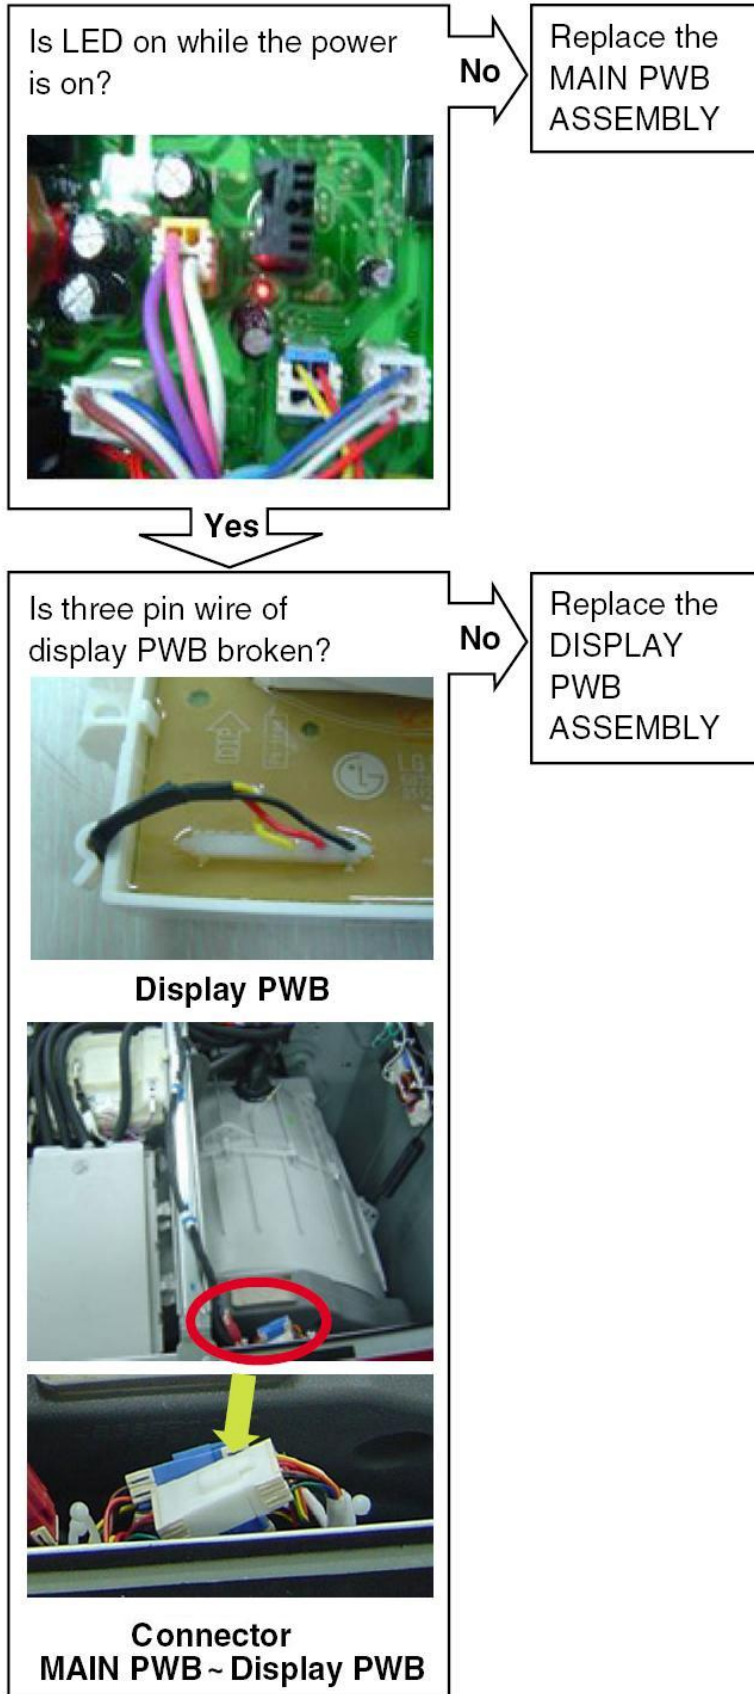 Is LED on while the power
is on?
No
Replace the
MAIN PWB
ASSEMBLY
Yes
Is three pin wire of
display PWB broken?
No
Replace the
DISPLAY
PWB
ASSEMBLY
LG
Display PWB
Connector
MAIN PWB ~ Display PWB